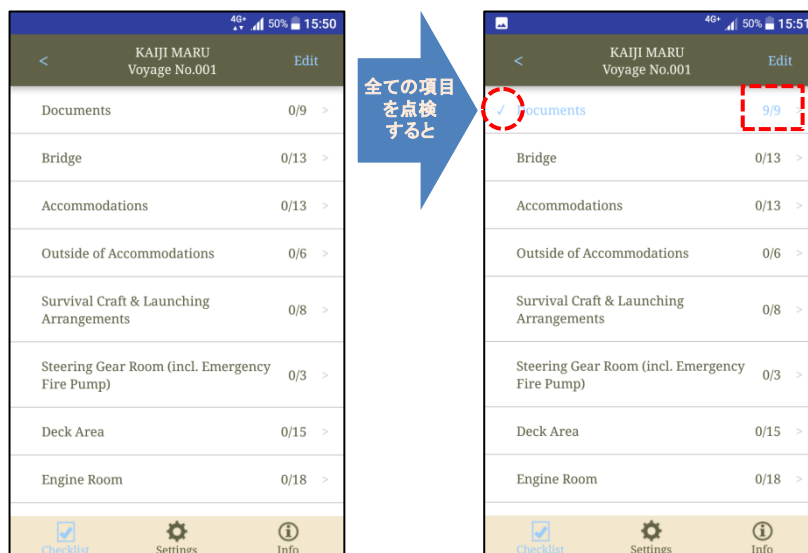 4G+ 50% 15:50
< KAIJI MARU Edit
Voyage No.001
Documents 0/9 >
Bridge 0/13 >
Accommodations 0/13 >
Outside of Accommodations 0/6 >
Survival Craft & Launching
Arrangements 0/8 >
Steering Gear Room (incl. Emergency
Fire Pump) 0/3 >
Deck Area 0/15 >
Engine Room 0/18 >
Checklist Settings Info
全ての項目
を点検
すると
4G+ 50% 15:51
< KAIJI MARU Edit
Voyage No.001
✓ Documents 9/9 >
Bridge 0/13 >
Accommodations 0/13 >
Outside of Accommodations 0/6 >
Survival Craft & Launching
Arrangements 0/8 >
Steering Gear Room (incl. Emergency
Fire Pump) 0/3 >
Deck Area 0/15 >
Engine Room 0/18 >
Checklist Settings Info